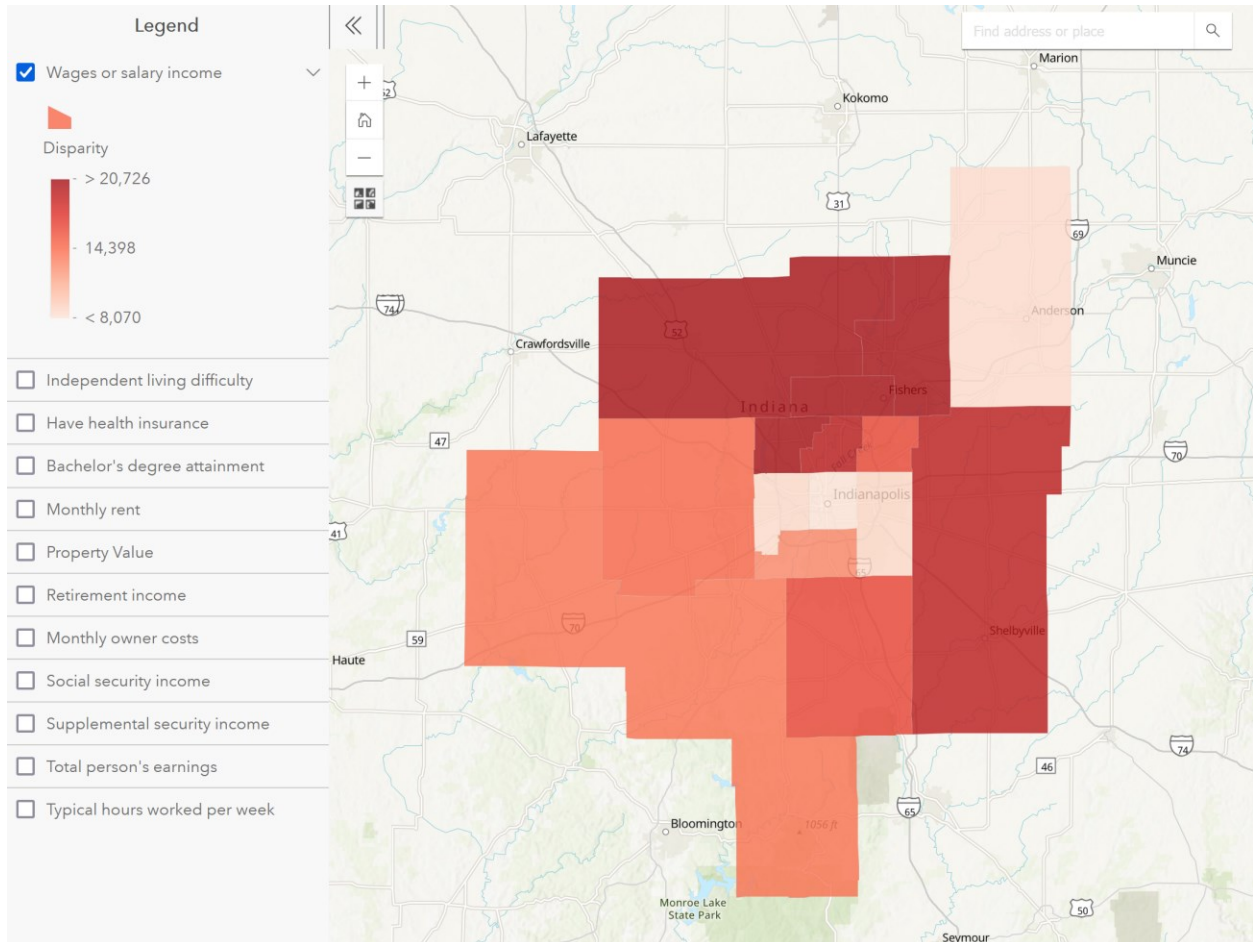 Legend
Wages or salary income
Disparity
> 20,726
14,398
< 8,070
Independent living difficulty
Have health insurance
Bachelor's degree attainment
Monthly rent
Property Value
Retirement income
Monthly owner costs
Social security income
Supplemental security income
Total person's earnings
Typical hours worked per week
Find address or place
Marion
52
Kokomo
Lafayette
31
69
Muncie
74
Anderson
52
Crawfordsville
Fishers
Indiana
47
70
Fall Creek
Indianapolis
41
65
70
59
Shelbyville
Haute
74
46
65
Bloomington
1056 ft
Monroe Lake
State Park
50
Seymour